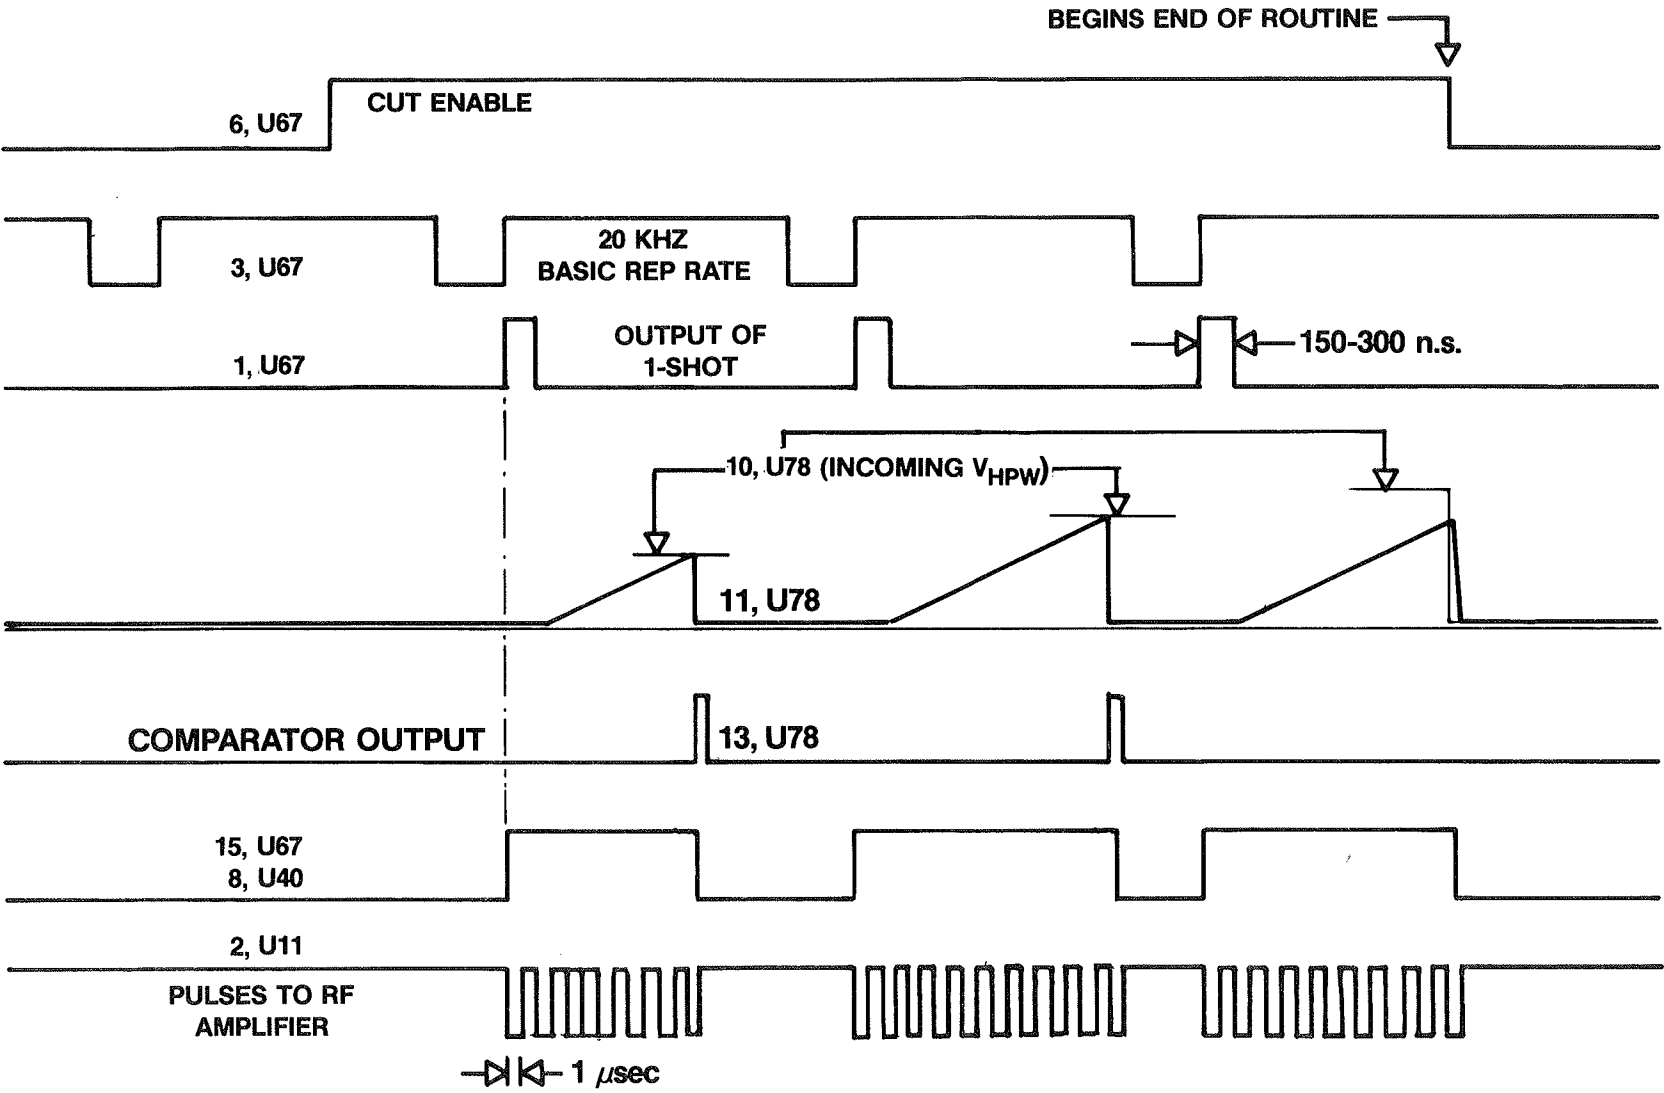 BEGINS END OF ROUTINE
CUT ENABLE
6, U67
20 KHZ
BASIC REP RATE
3, U67
OUTPUT OF
1-SHOT
1, U67
150-300 n.s.
10, U78 (INCOMING VHPW)
11, U78
COMPARATOR OUTPUT
13, U78
15, U67
8, U40
2, U11
PULSES TO RF
AMPLIFIER
1 μsec